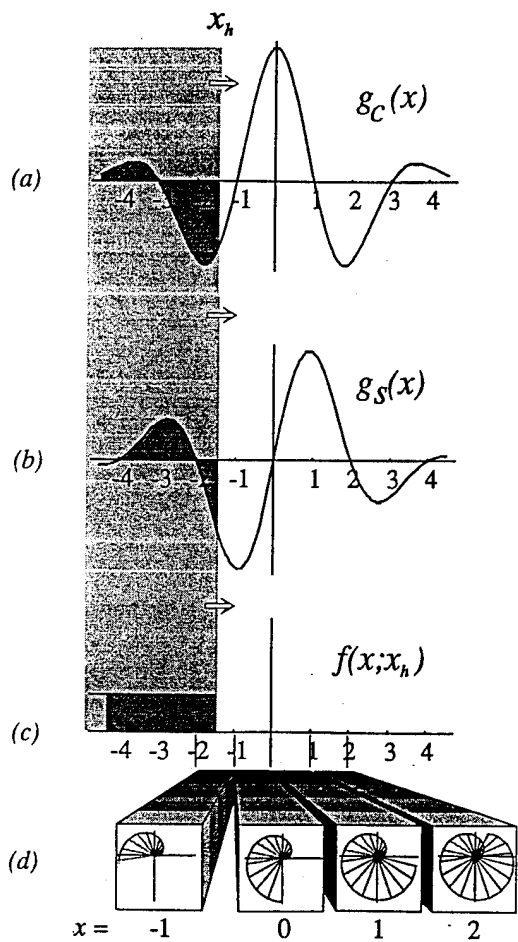 x_h
g_C(x)
(a)
-4 -3 -1 1 2 3 4
g_S(x)
(b)
-4 -3 -2 -1 1 2 3 4
f(x;x_h)
(c)
-4 -3 -2 -1 1 2 3 4
(d)
x = -1 0 1 2